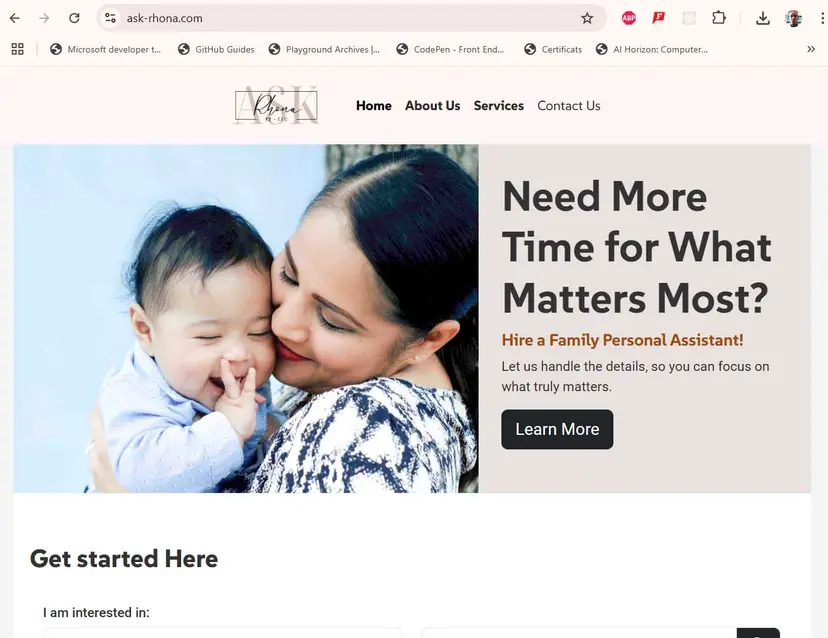 ask-rhona.com
ABP
Microsoft developer t...
GitHub Guides
Playground Archives |...
CodePen - Front End...
Certificats
AI Horizon: Computer...
»
ASK
Rhona
Home
About Us
Services
Contact Us
Need More
Time for What
Matters Most?
Hire a Family Personal Assistant!
Let us handle the details, so you can focus on
what truly matters.
Learn More
Get started Here
I am interested in: